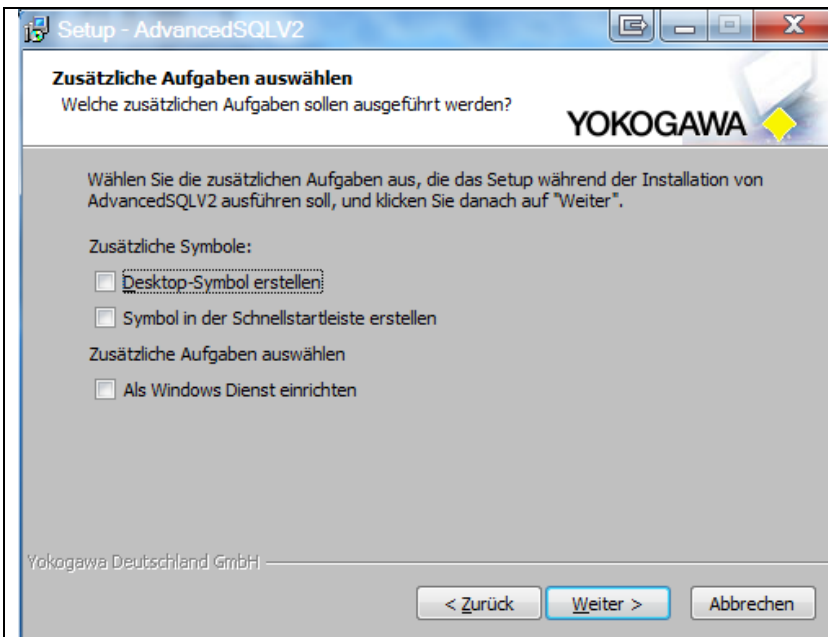 Setup - AdvancedSQLV2
Zusätzliche Aufgaben auswählen
Welche zusätzlichen Aufgaben sollen ausgeführt werden?
YOKOGAWA
Wählen Sie die zusätzlichen Aufgaben aus, die das Setup während der Installation von
AdvancedSQLV2 ausführen soll, und klicken Sie danach auf "Weiter".
Zusätzliche Symbole:
Desktop-Symbol erstellen
Symbol in der Schnellstartleiste erstellen
Zusätzliche Aufgaben auswählen
Als Windows Dienst einrichten
Yokogawa Deutschland GmbH
< Zurück
Weiter >
Abbrechen